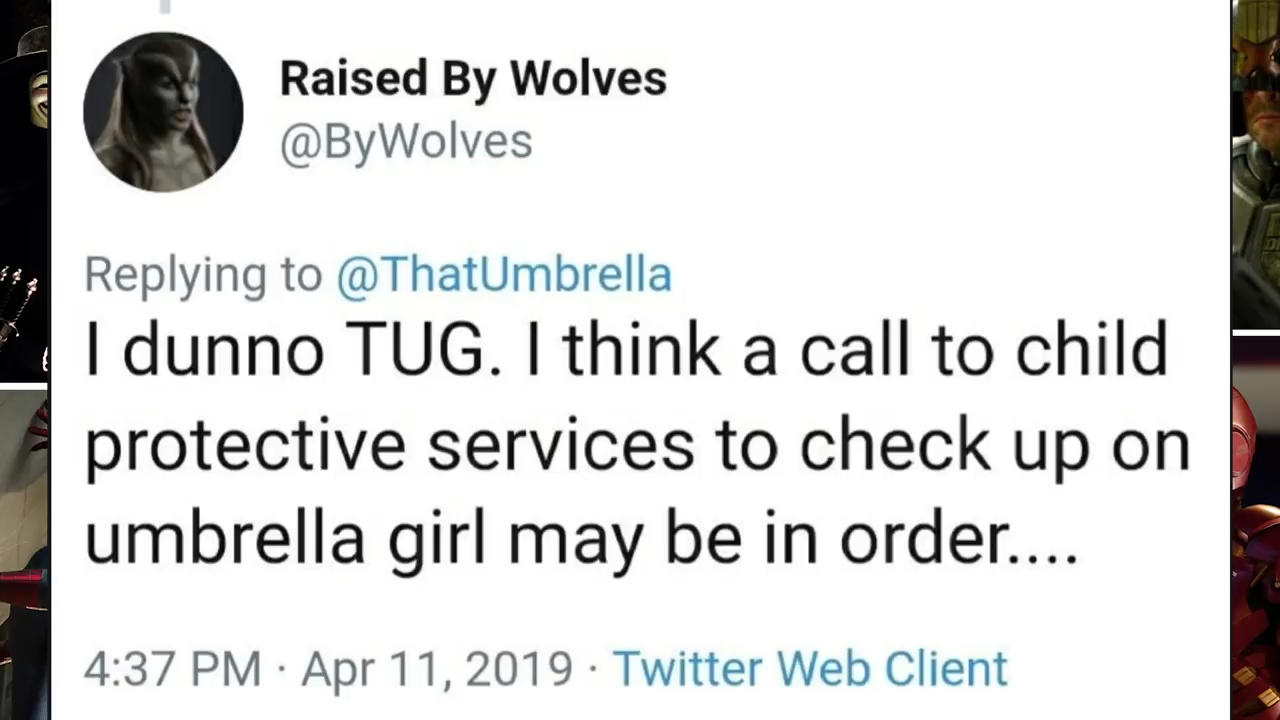 Raised By Wolves
@ByWolves
Replying to @ThatUmbrella
I dunno TUG. I think a call to child
protective services to check up on
umbrella girl may be in order....
4:37 PM · Apr 11, 2019 · Twitter Web Client